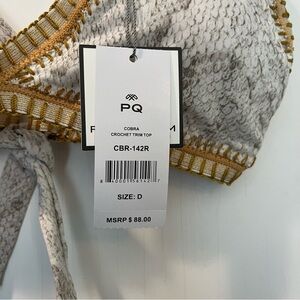 PQ
COBRA
CROCHET TRIM TOP
CBR-142R
SIZE: D
MSRP $ 88.00